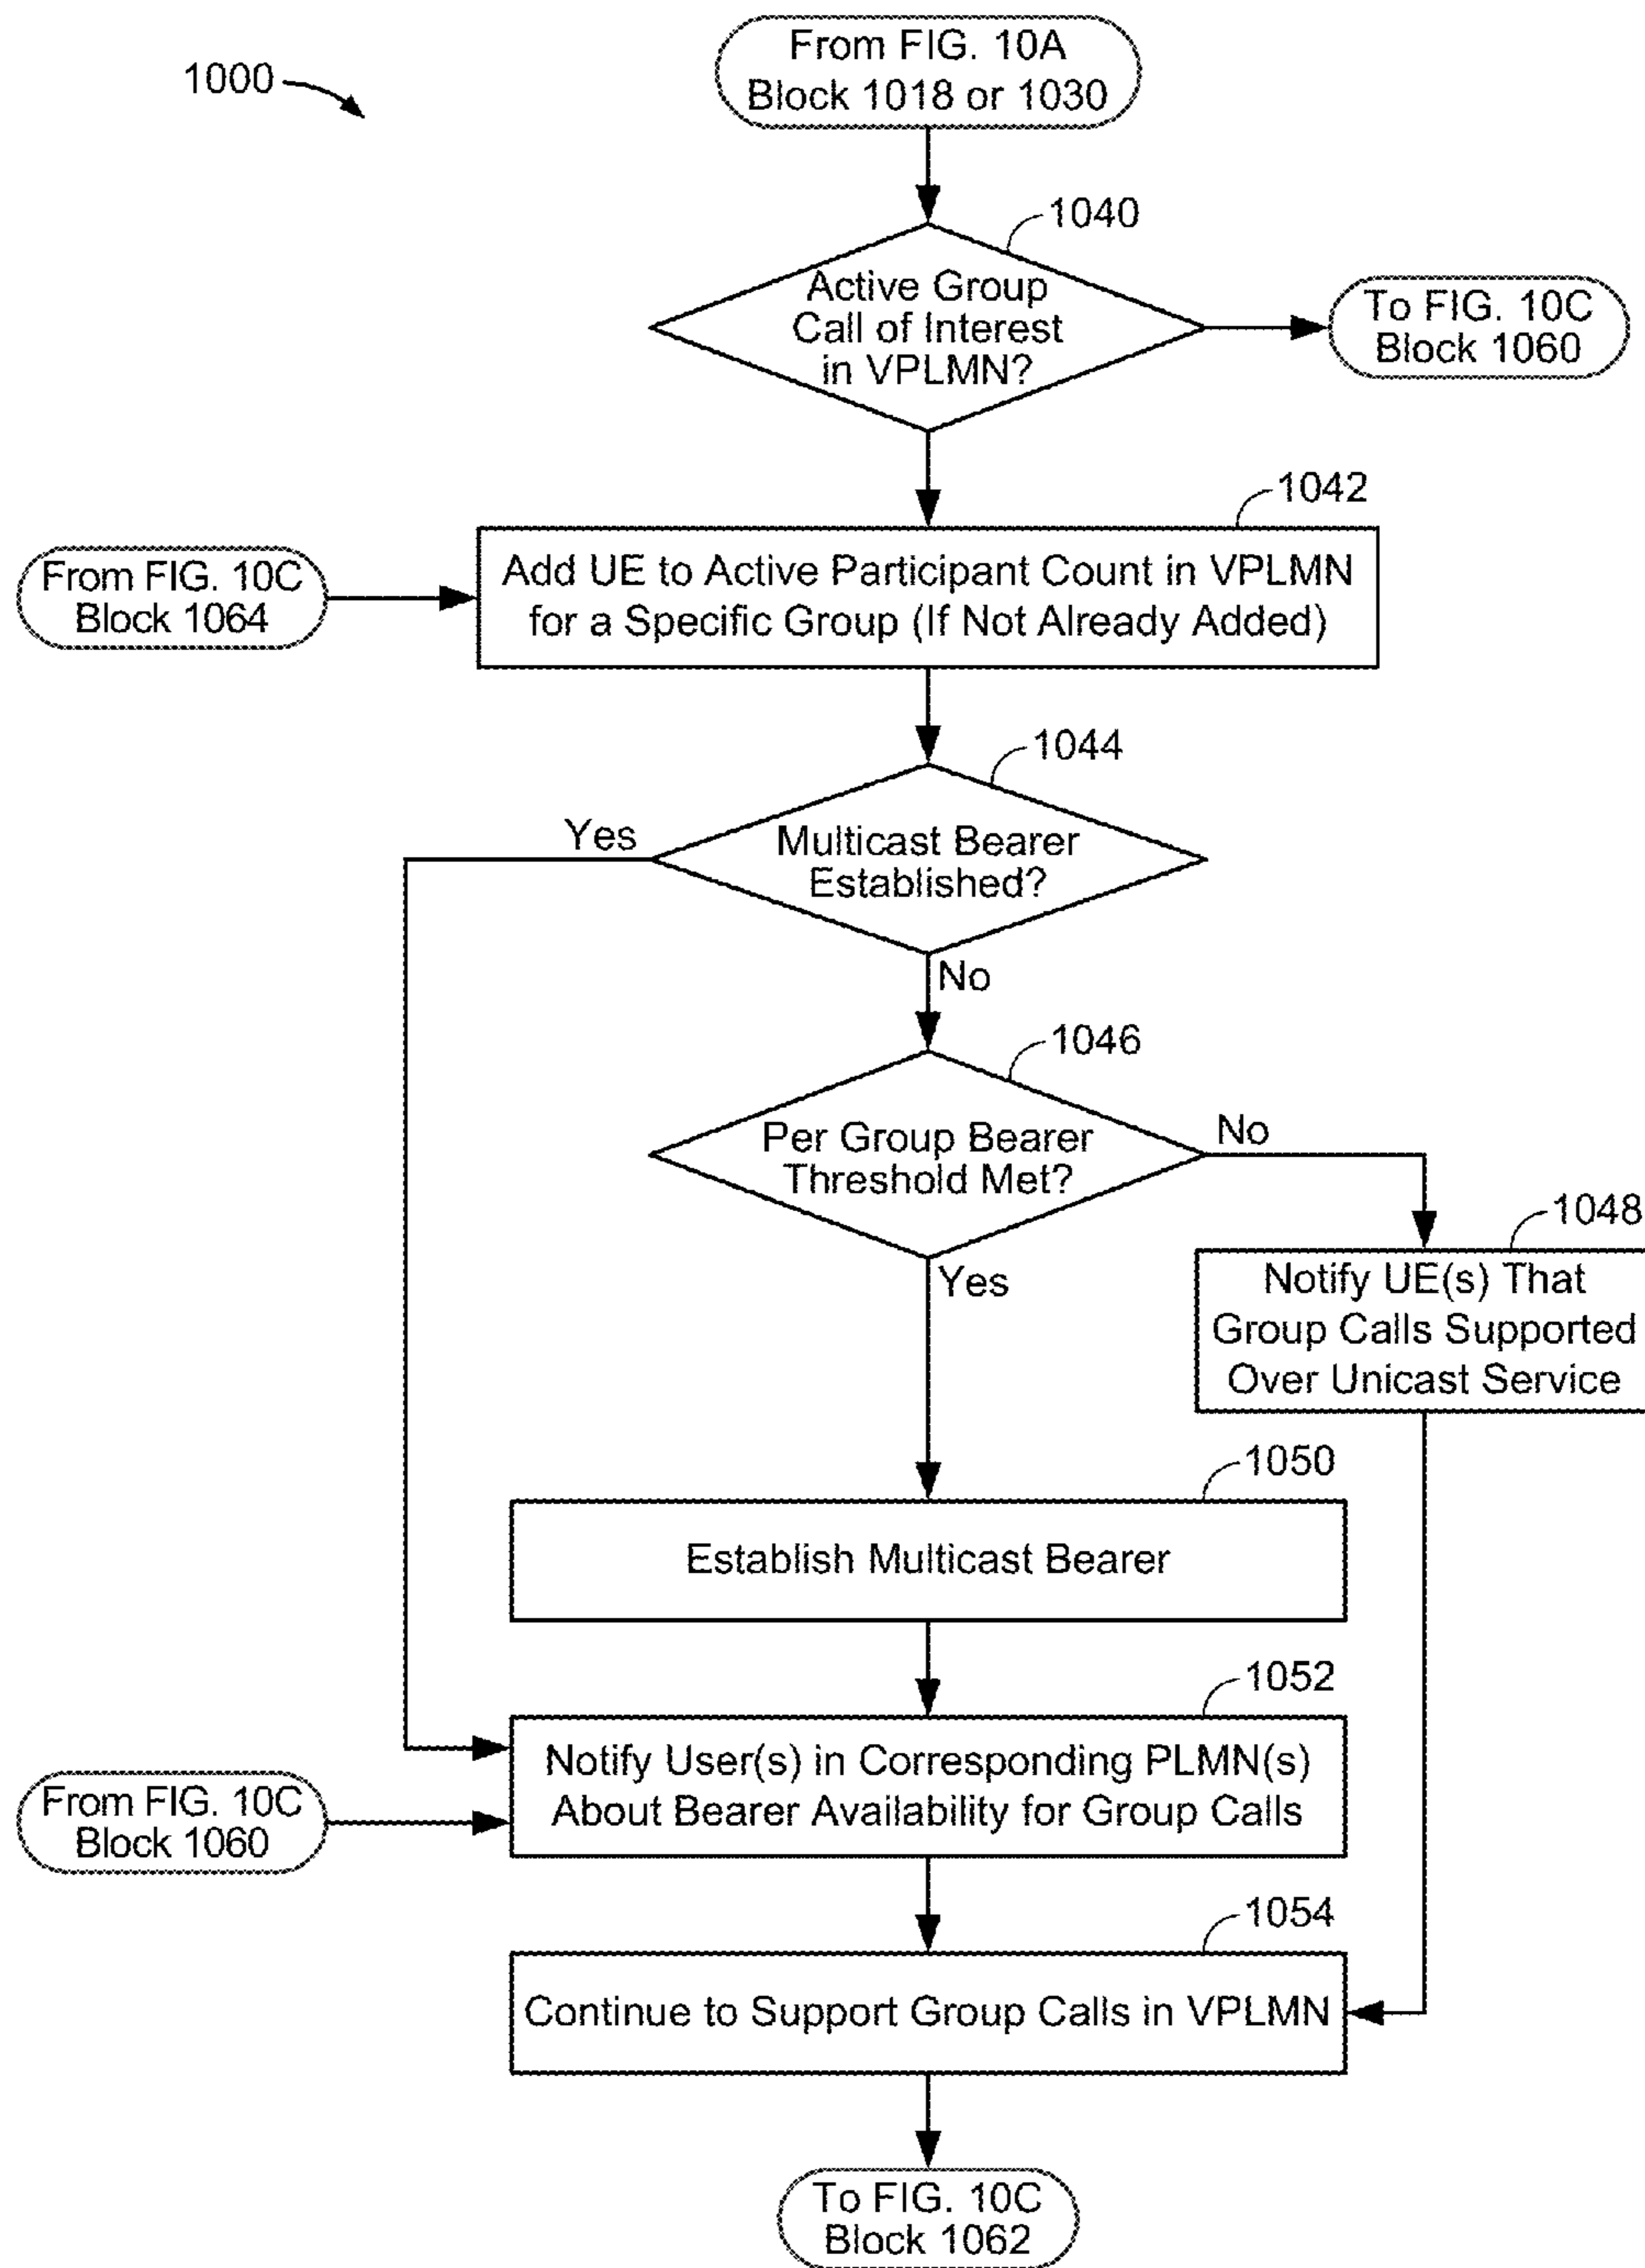 From FIG. 10A
Block 1018 or 1030
1000
1040
Active Group
Call of Interest
in VPLMN?
To FIG. 10C
Block 1060
1042
From FIG. 10C
Block 1064
Add UE to Active Participant Count in VPLMN
for a Specific Group (If Not Already Added)
1044
Yes
Multicast Bearer
Established?
No
1046
Per Group Bearer
Threshold Met?
No
Yes
1048
Notify UE(s) That
Group Calls Supported
Over Unicast Service
1050
Establish Multicast Bearer
1052
Notify User(s) in Corresponding PLMN(s)
About Bearer Availability for Group Calls
From FIG. 10C
Block 1060
1054
Continue to Support Group Calls in VPLMN
To FIG. 10C
Block 1062